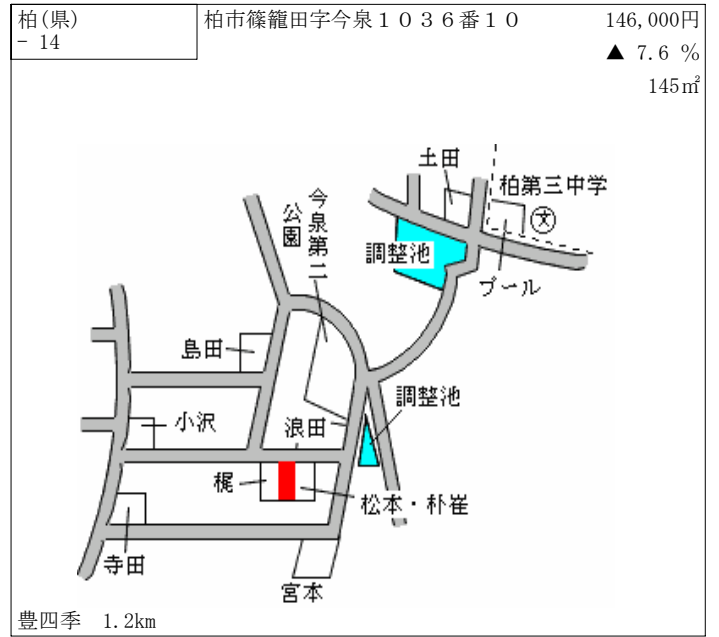 柏(県)
- 14
柏市篠籠田字今泉１０３６番１０
146,000円
▲ 7.6 %
145㎡
土田
柏第三中学
文
今泉第二
公園
調整池
プール
島田
調整池
小沢
浪田
梶
松本・朴崔
寺田
宮本
豊四季 1.2km